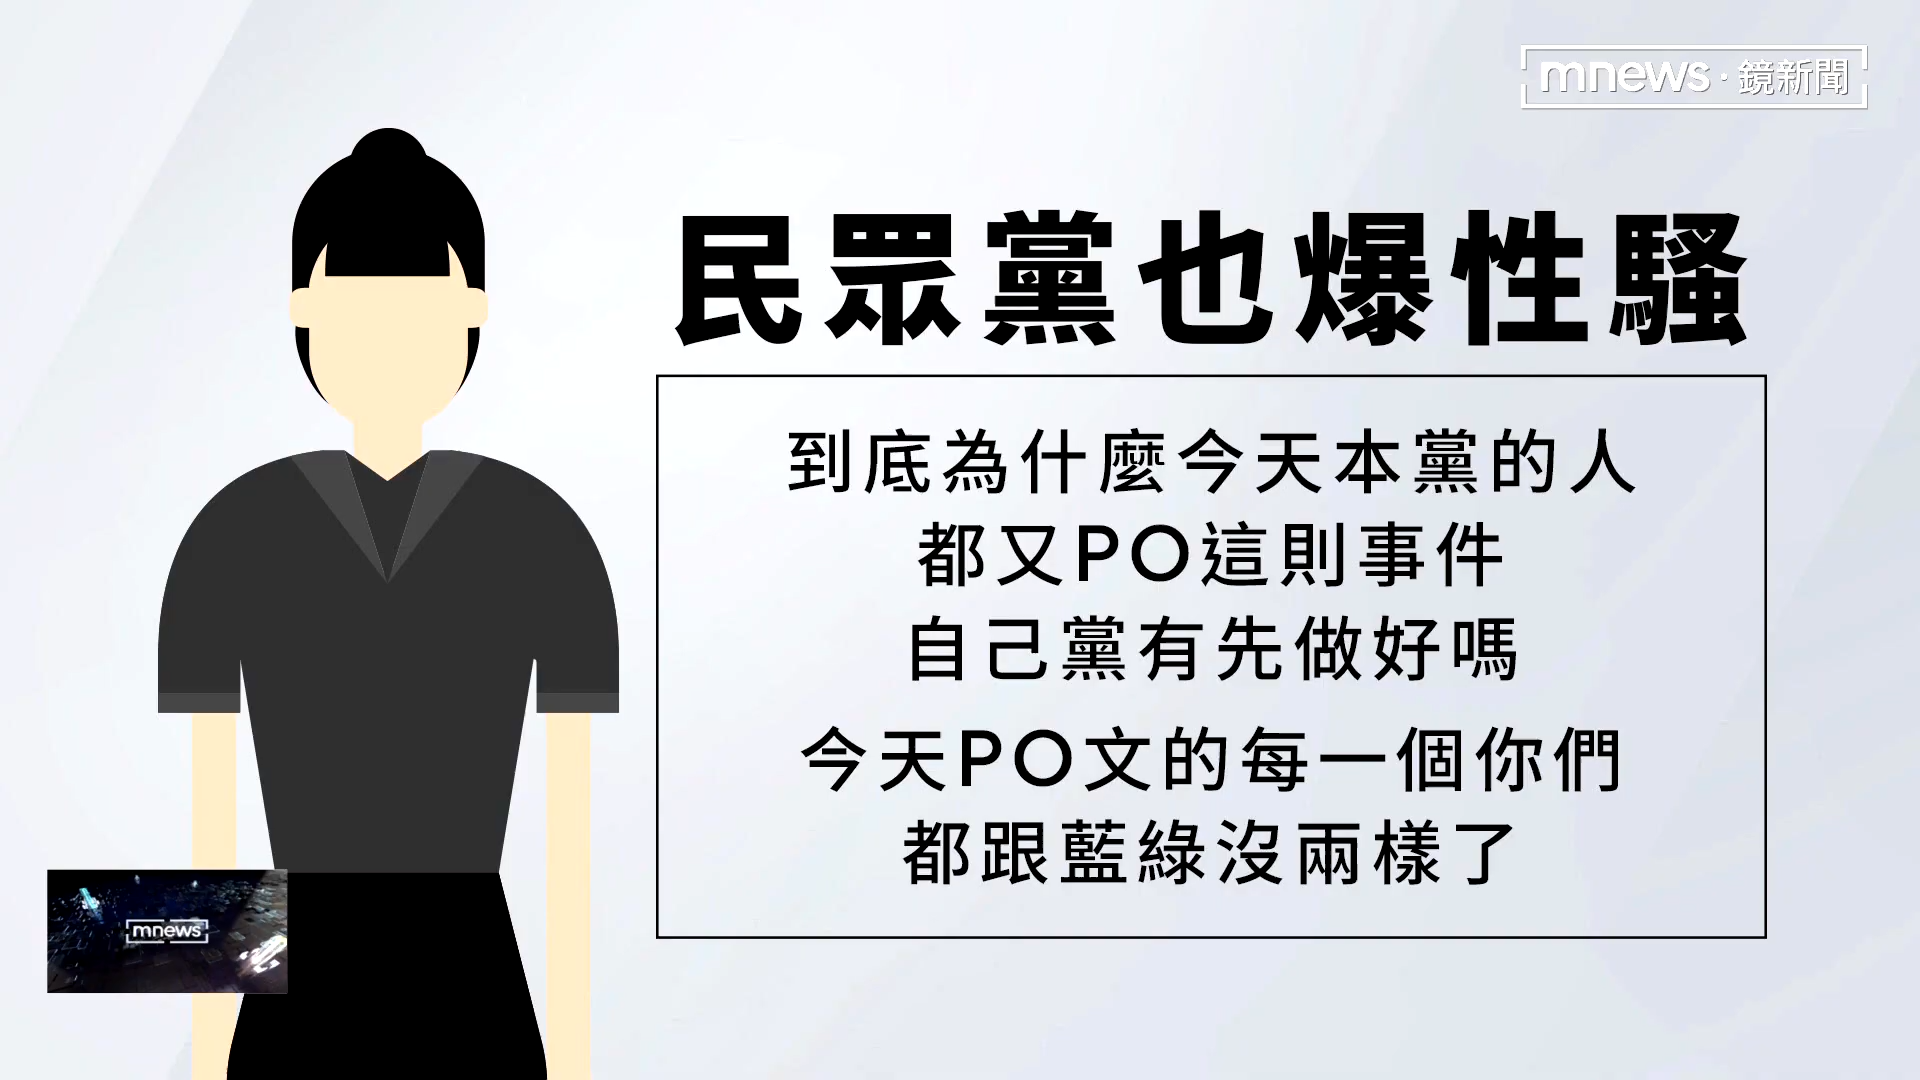 mnews·鏡新聞
民眾黨也爆性騷
到底為什麼今天本黨的人
都又PO這則事件
自己黨有先做好嗎
今天PO文的每一個你們
都跟藍綠沒兩樣了
mnews